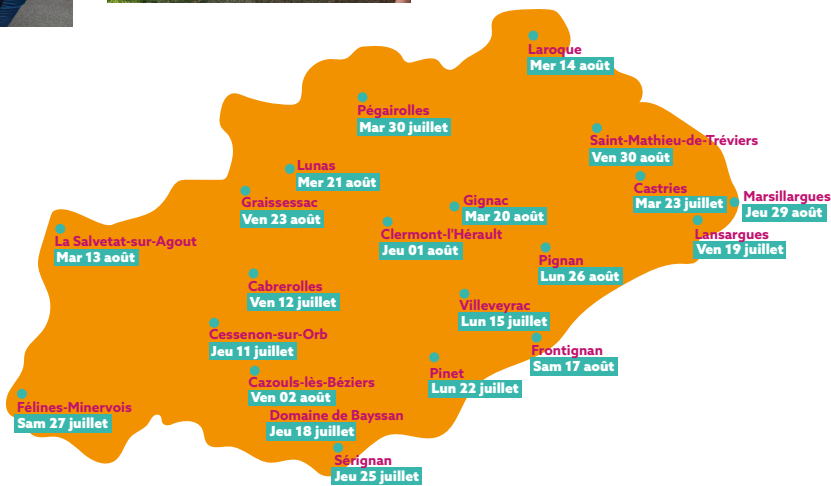 Laroque
Mer 14 août
Pégairolles
Mar 30 juillet
Saint-Mathieu-de-Tréviers
Ven 30 août
Lunas
Mer 21 août
Castries
Mar 23 juillet
Marsillargues
Jeu 29 août
Graissessac
Ven 23 août
Gignac
Mar 20 août
Clermont-l'Hérault
Jeu 01 août
Lansargues
Ven 19 juillet
La Salvetat-sur-Agout
Mar 13 août
Pignan
Lun 26 août
Cabrerolles
Ven 12 juillet
Villeveyrac
Lun 15 juillet
Cessenon-sur-Orb
Jeu 11 juillet
Frontignan
Sam 17 août
Pinet
Lun 22 juillet
Cazouls-lès-Béziers
Ven 02 août
Félines-Minervois
Sam 27 juillet
Domaine de Bayssan
Jeu 18 juillet
Sérignan
Jeu 25 juillet